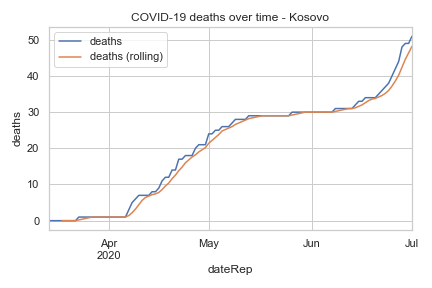 COVID-19 deaths over time - Kosovo
deaths
deaths (rolling)
50
40
30
20
10
0
deaths
Apr
2020
May
Jun
Jul
dateRep